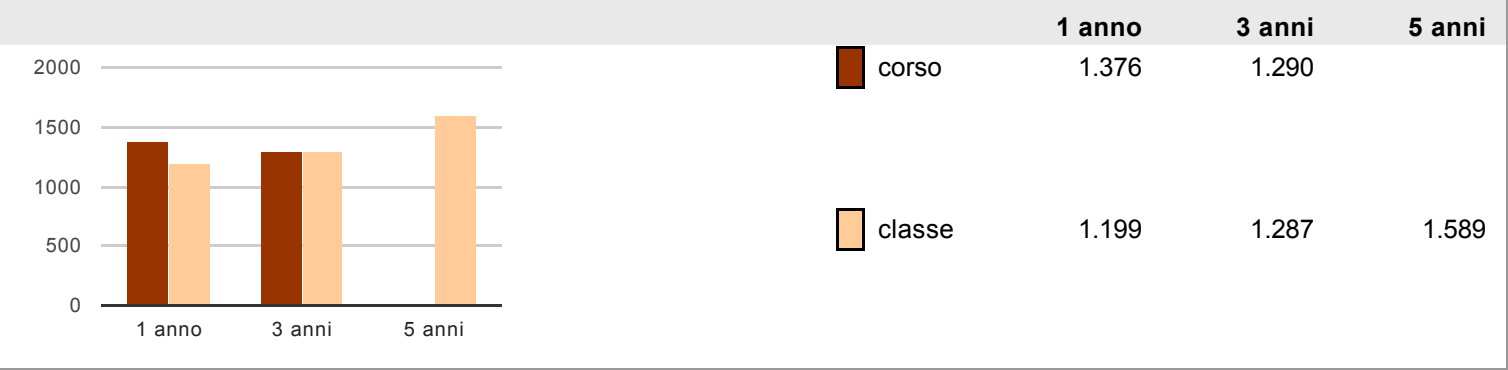 1 anno 3 anni 5 anni
2000
1500
1000
500
0
1 anno 3 anni 5 anni
corso 1.376 1.290
classe 1.199 1.287 1.589